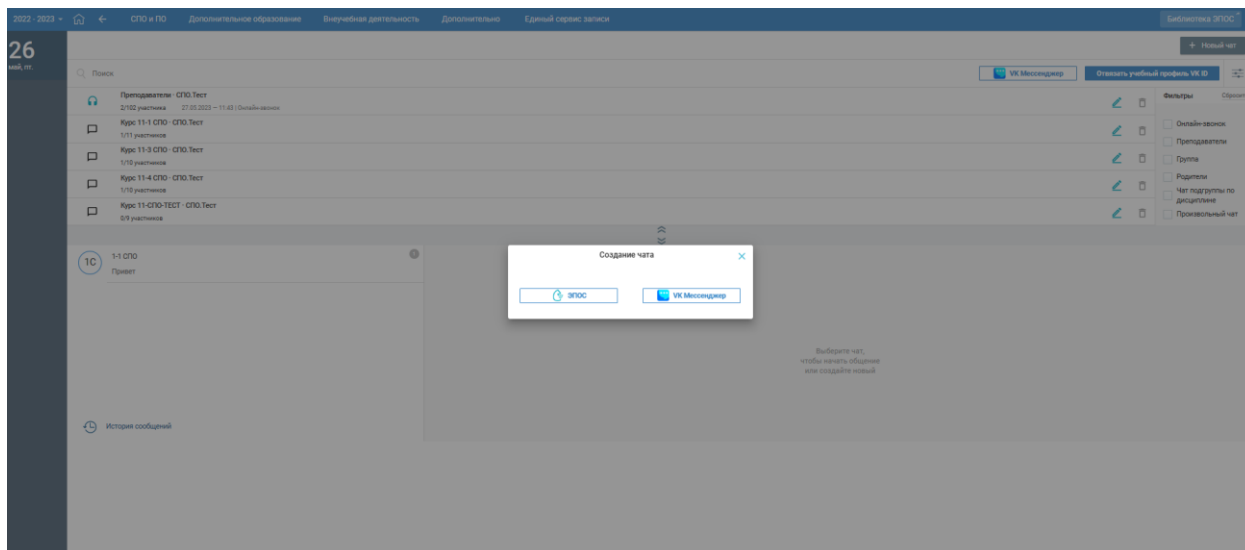 2022 - 2023
СПО и ПО
Дополнительное образование
Внеучебная деятельность
Дополнительно
Единый сервис записи
Библиотека ЭПОС
26
май, пт.
+ Новый чат
Поиск
VK Мессенджер
Отвязать учебный профиль VK ID
Преподаватели - СПО.Тест
2/102 участника 27.05.2023 — 11:43 | Онлайн-звонок
Курс 11-1 СПО - СПО.Тест
1/11 участников
Курс 11-3 СПО - СПО.Тест
1/10 участников
Курс 11-4 СПО - СПО.Тест
1/10 участников
Курс 11-СПО-ТЕСТ - СПО.Тест
0/9 участников
Фильтры
Онлайн-звонок
Преподаватели
Группа
Родители
Чат подгруппы по
дисциплине
Произвольный чат
1С
1-1 СПО
Привет
Создание чата
ЭПОС
VK Мессенджер
Выберите чат,
чтобы начать общение
или создайте новый
История сообщений